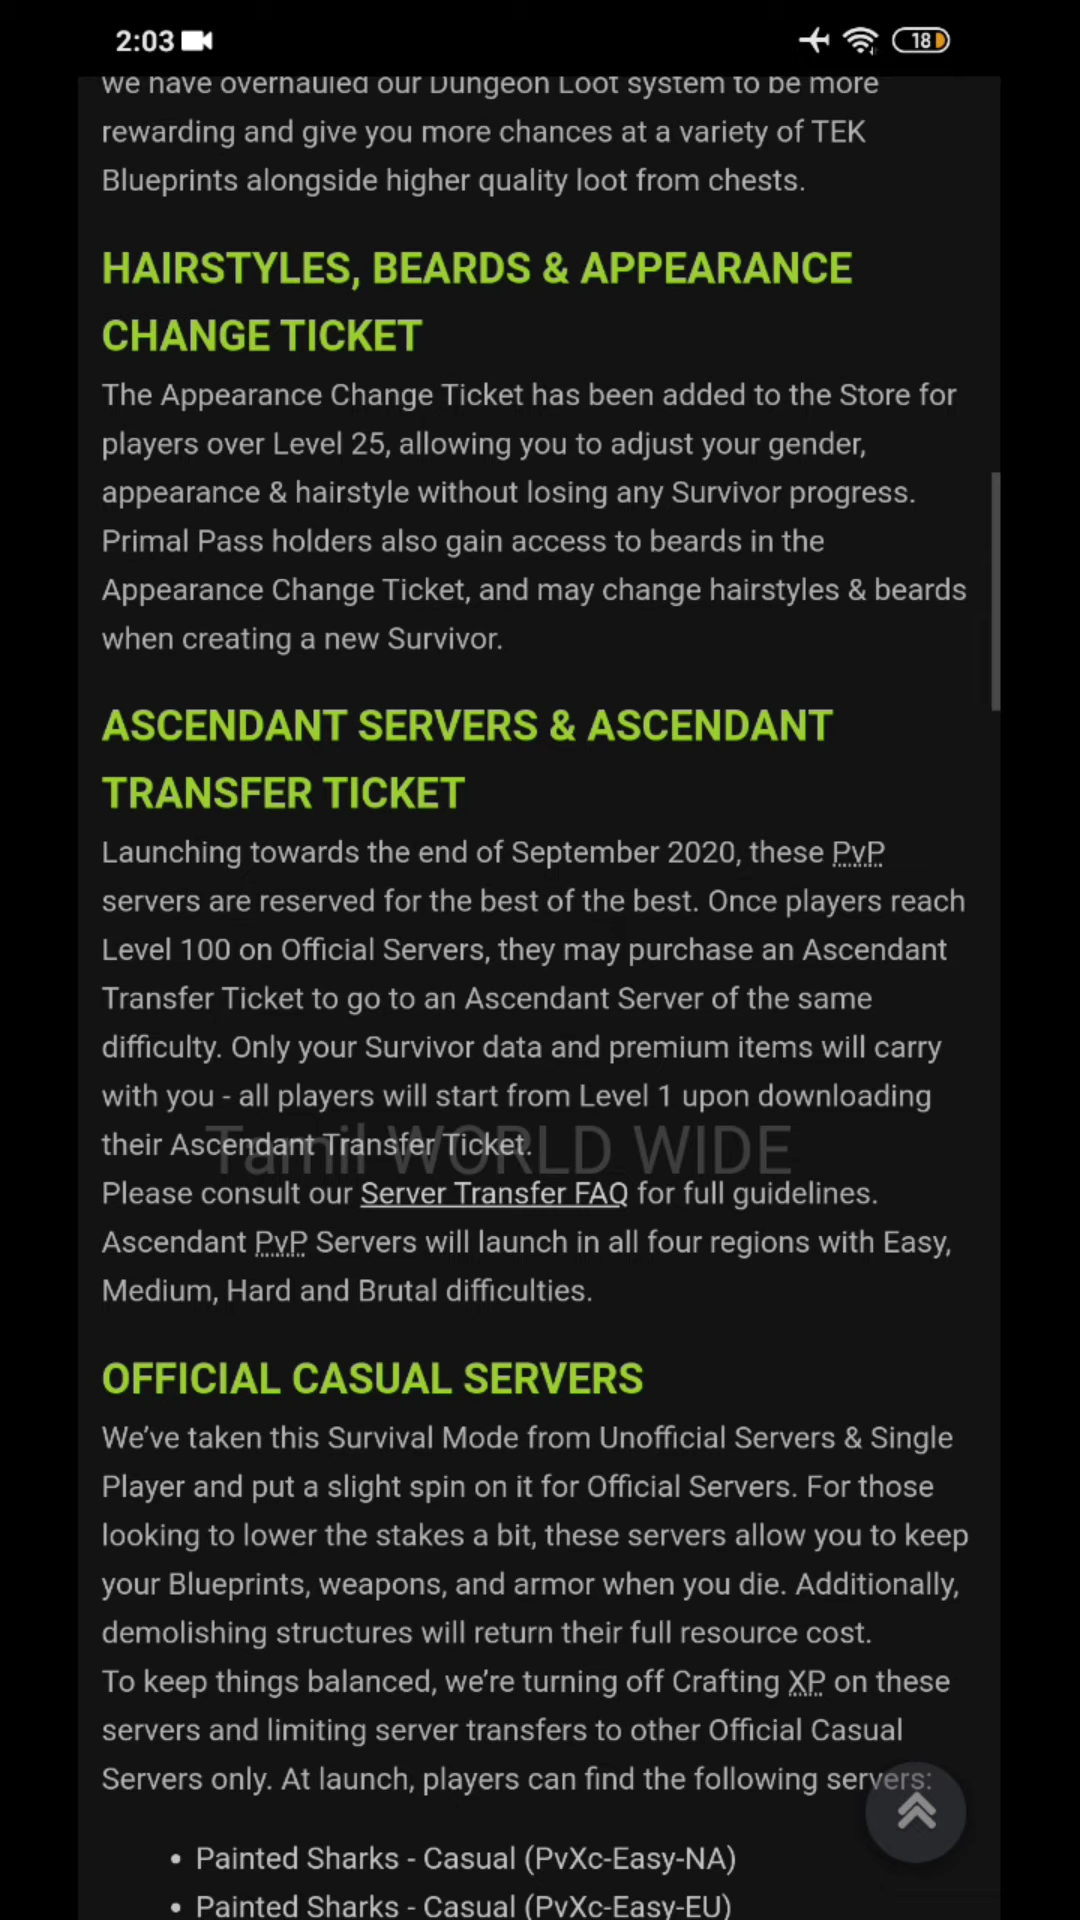 2:03
18
we have overhauled our Dungeon Loot system to be more
rewarding and give you more chances at a variety of TEK
Blueprints alongside higher quality loot from chests.
HAIRSTYLES, BEARDS & APPEARANCE
CHANGE TICKET
The Appearance Change Ticket has been added to the Store for
players over Level 25, allowing you to adjust your gender,
appearance & hairstyle without losing any Survivor progress.
Primal Pass holders also gain access to beards in the
Appearance Change Ticket, and may change hairstyles & beards
when creating a new Survivor.
ASCENDANT SERVERS & ASCENDANT
TRANSFER TICKET
Launching towards the end of September 2020, these PvP
servers are reserved for the best of the best. Once players reach
Level 100 on Official Servers, they may purchase an Ascendant
Transfer Ticket to go to an Ascendant Server of the same
difficulty. Only your Survivor data and premium items will carry
with you - all players will start from Level 1 upon downloading
their Ascendant Transfer Ticket.
Tamil WORLD WIDE
Please consult our Server Transfer FAQ for full guidelines.
Ascendant PvP Servers will launch in all four regions with Easy,
Medium, Hard and Brutal difficulties.
OFFICIAL CASUAL SERVERS
We've taken this Survival Mode from Unofficial Servers & Single
Player and put a slight spin on it for Official Servers. For those
looking to lower the stakes a bit, these servers allow you to keep
your Blueprints, weapons, and armor when you die. Additionally,
demolishing structures will return their full resource cost.
To keep things balanced, we're turning off Crafting XP on these
servers and limiting server transfers to other Official Casual
Servers only. At launch, players can find the following servers:
• Painted Sharks - Casual (PvXc-Easy-NA)
• Painted Sharks - Casual (PvXc-Easy-EU)